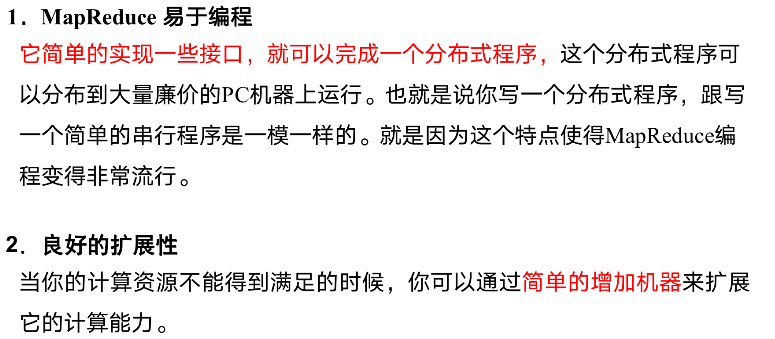 1．MapReduce 易于编程
它简单的实现一些接口，就可以完成一个分布式程序，这个分布式程序可
以分布到大量廉价的PC机器上运行。也就是说你写一个分布式程序，跟写
一个简单的串行程序是一模一样的。就是因为这个特点使得MapReduce编
程变得非常流行。
2．良好的扩展性
当你的计算资源不能得到满足的时候，你可以通过简单的增加机器来扩展
它的计算能力。